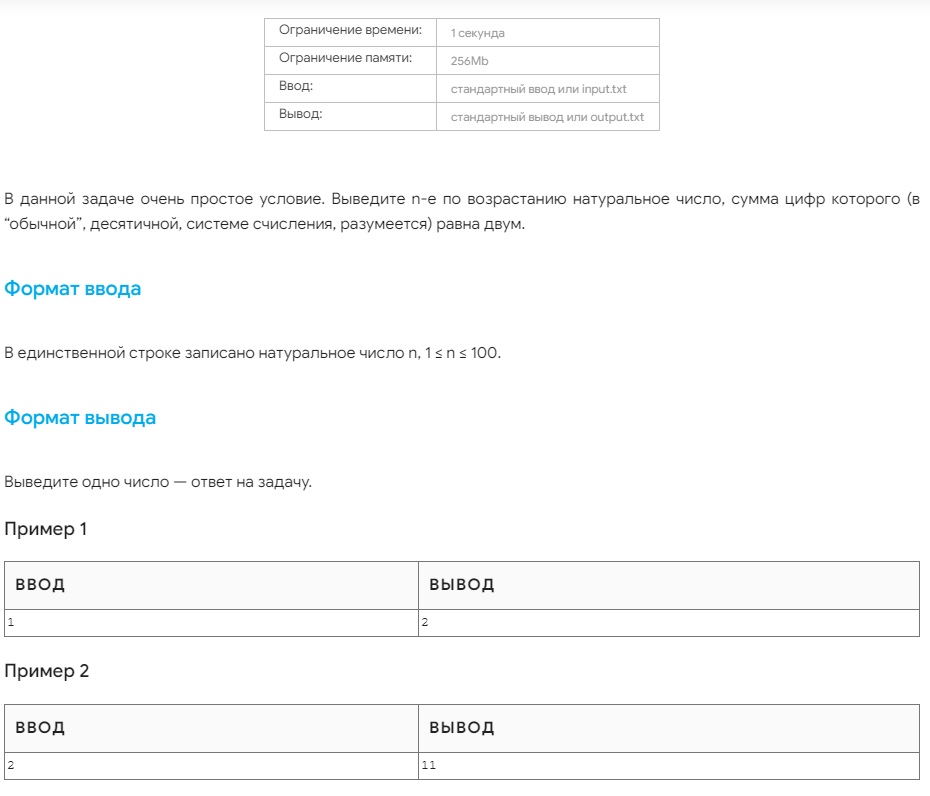 Ограничение времени: 1 секунда
Ограничение памяти: 256Mb
Ввод: стандартный ввод или input.txt
Вывод: стандартный вывод или output.txt
В данной задаче очень простое условие. Выведите n-е по возрастанию натуральное число, сумма цифр которого (в
“обычной”, десятичной, системе счисления, разумеется) равна двум.
Формат ввода
В единственной строке записано натуральное число n, 1 ≤ n ≤ 100.
Формат вывода
Выведите одно число — ответ на задачу.
Пример 1
ВВОД ВЫВОД
1 2
Пример 2
ВВОД ВЫВОД
2 11